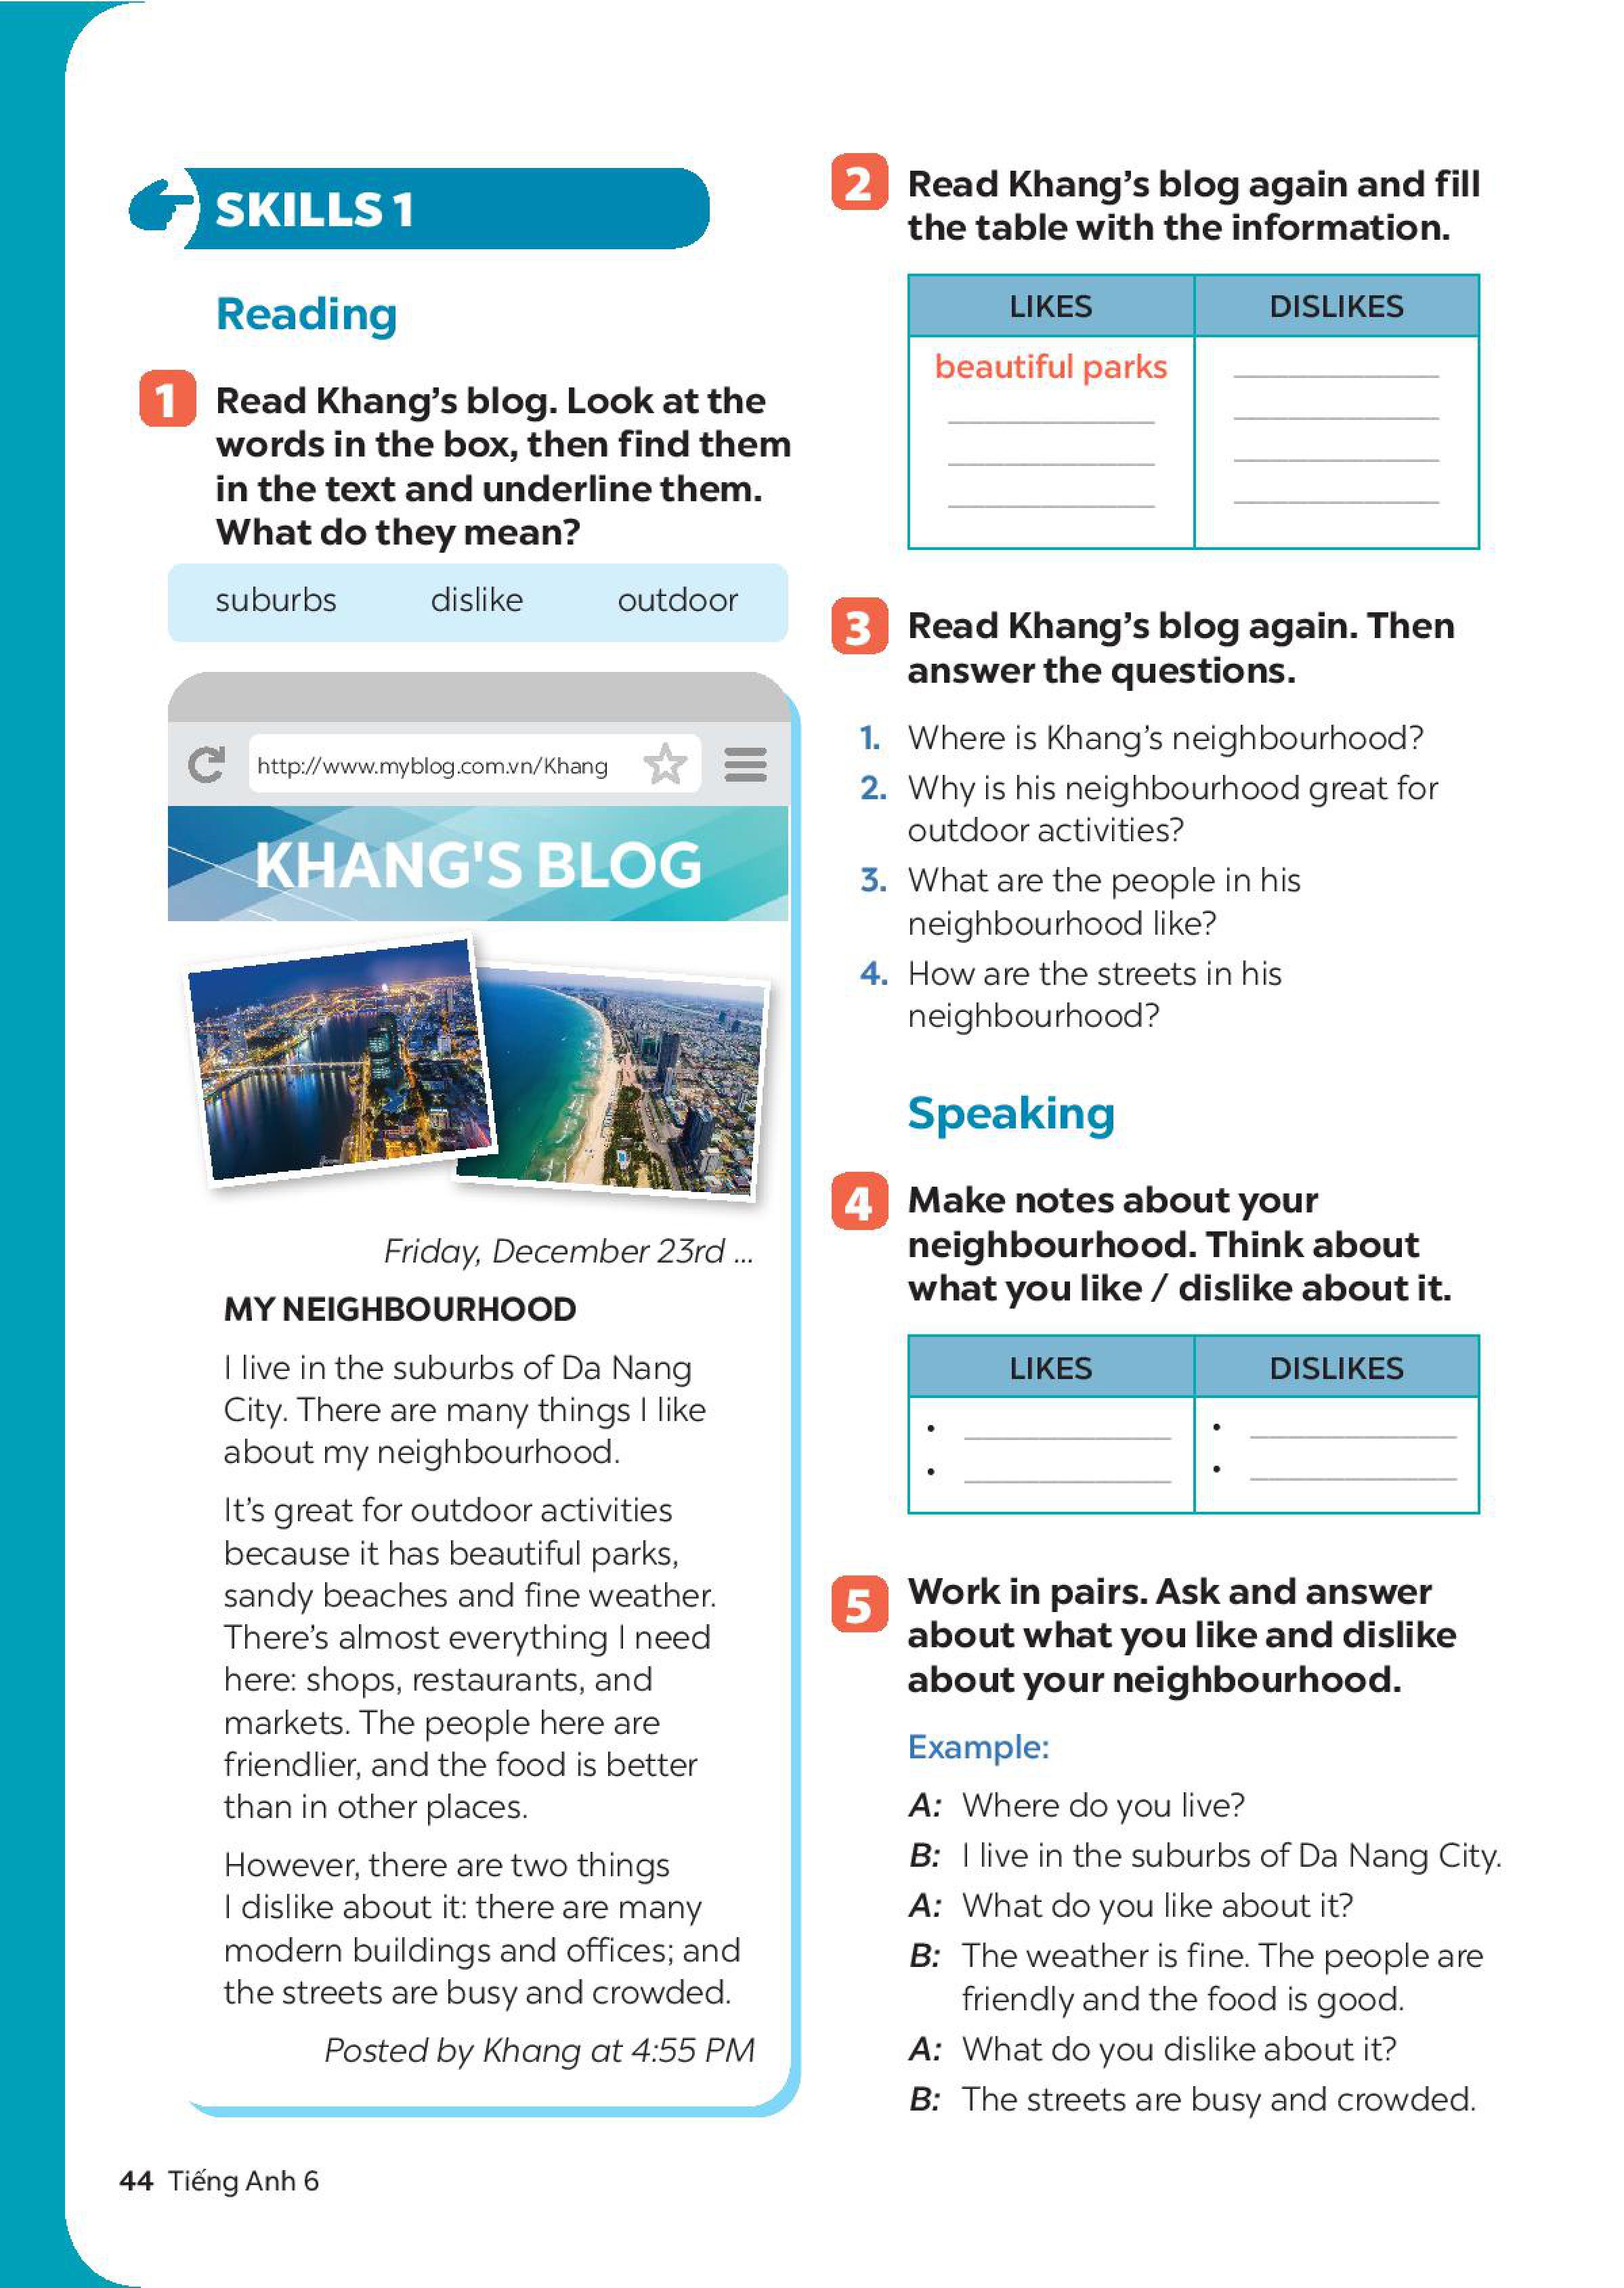 SKILLS 1
Reading
1 Read Khang's blog. Look at the
words in the box, then find them
in the text and underline them.
What do they mean?
suburbs dislike outdoor
http://www.myblog.com.vn/Khang
KHANG'S BLOG
Friday, December 23rd ...
MY NEIGHBOURHOOD
I live in the suburbs of Da Nang
City. There are many things I like
about my neighbourhood.
It's great for outdoor activities
because it has beautiful parks,
sandy beaches and fine weather.
There's almost everything I need
here: shops, restaurants, and
markets. The people here are
friendlier, and the food is better
than in other places.
However, there are two things
I dislike about it: there are many
modern buildings and offices; and
the streets are busy and crowded.
Posted by Khang at 4:55 PM
2 Read Khang's blog again and fill
the table with the information.
LIKES DISLIKES
beautiful parks
3 Read Khang's blog again. Then
answer the questions.
1. Where is Khang's neighbourhood?
2. Why is his neighbourhood great for
outdoor activities?
3. What are the people in his
neighbourhood like?
4. How are the streets in his
neighbourhood?
Speaking
4 Make notes about your
neighbourhood. Think about
what you like / dislike about it.
LIKES DISLIKES
5 Work in pairs. Ask and answer
about what you like and dislike
about your neighbourhood.
Example:
A: Where do you live?
B: I live in the suburbs of Da Nang City.
A: What do you like about it?
B: The weather is fine. The people are
friendly and the food is good.
A: What do you dislike about it?
B: The streets are busy and crowded.
44 Tiếng Anh 6